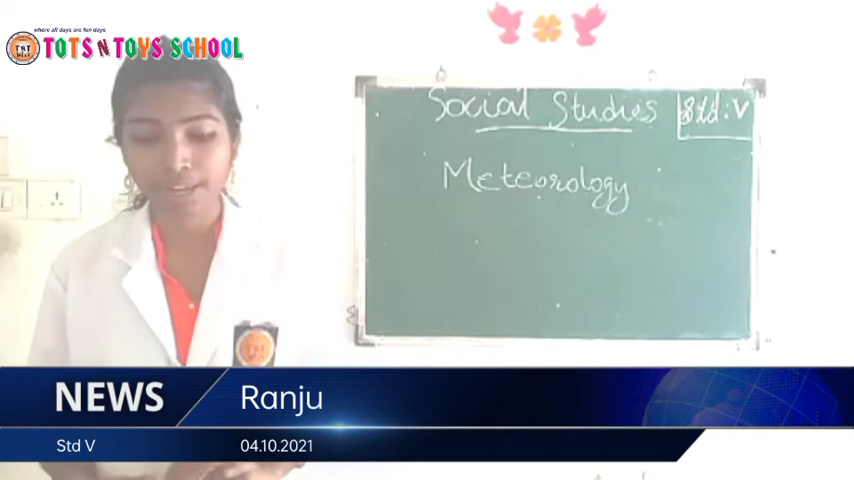 where all days are fun days
TOTS N TOYS SCHOOL
TNT
Social Studies
Std: V
Meteorology
NEWS
Ranju
Std V
04.10.2021